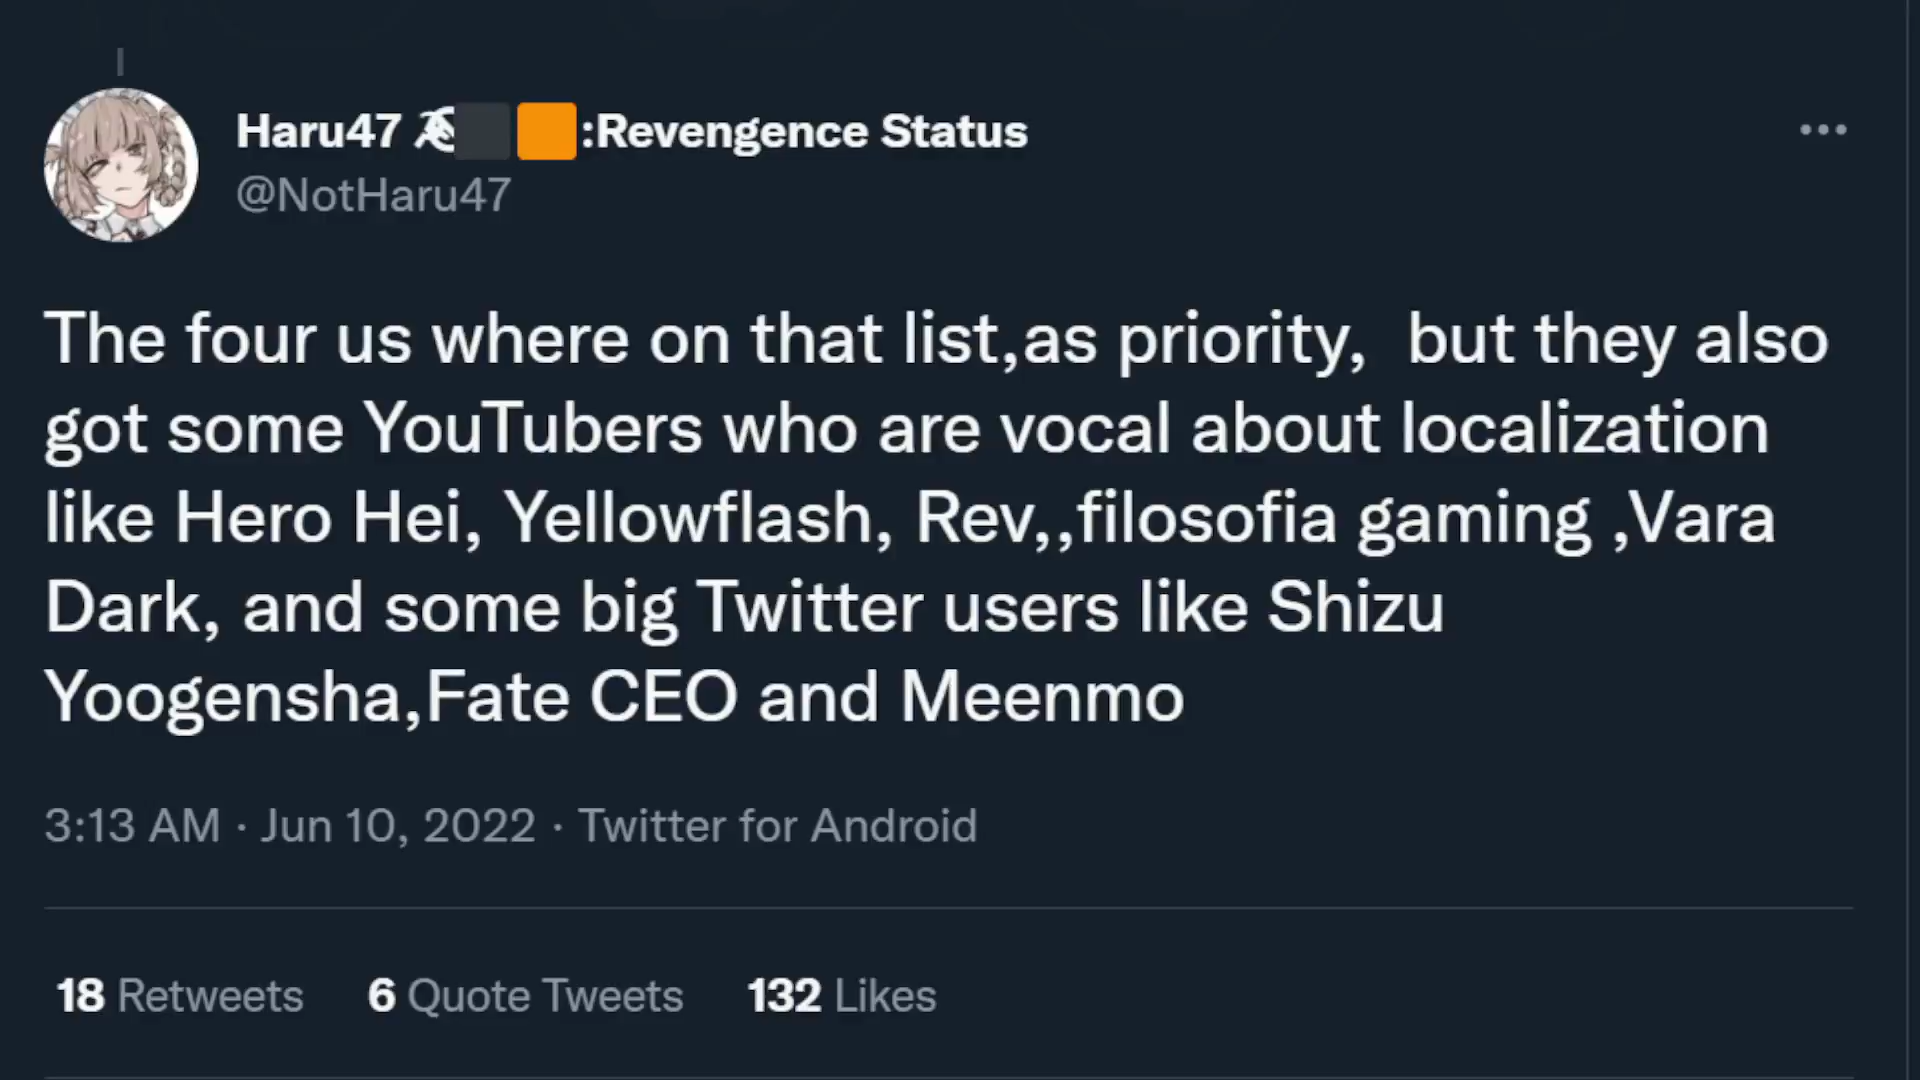 Haru47 :Revengence Status
@NotHaru47
The four us where on that list,as priority,  but they also
got some YouTubers who are vocal about localization
like Hero Hei, Yellowflash, Rev,,filosofia gaming ,Vara
Dark, and some big Twitter users like Shizu
Yoogensha,Fate CEO and Meenmo
3:13 AM · Jun 10, 2022 · Twitter for Android
18 Retweets 6 Quote Tweets 132 Likes